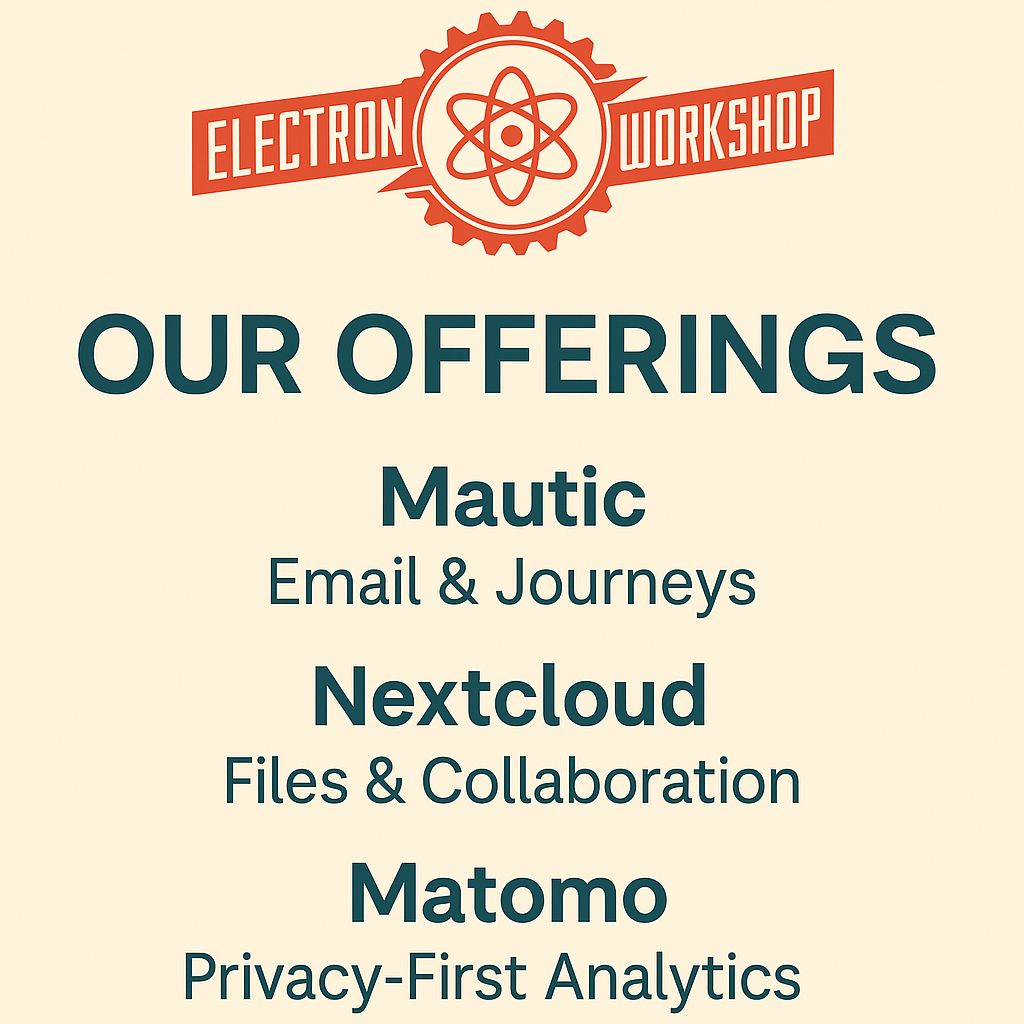 ELECTRON WORKSHOP
OUR OFFERINGS
Mautic
Email & Journeys
Nextcloud
Files & Collaboration
Matomo
Privacy-First Analytics